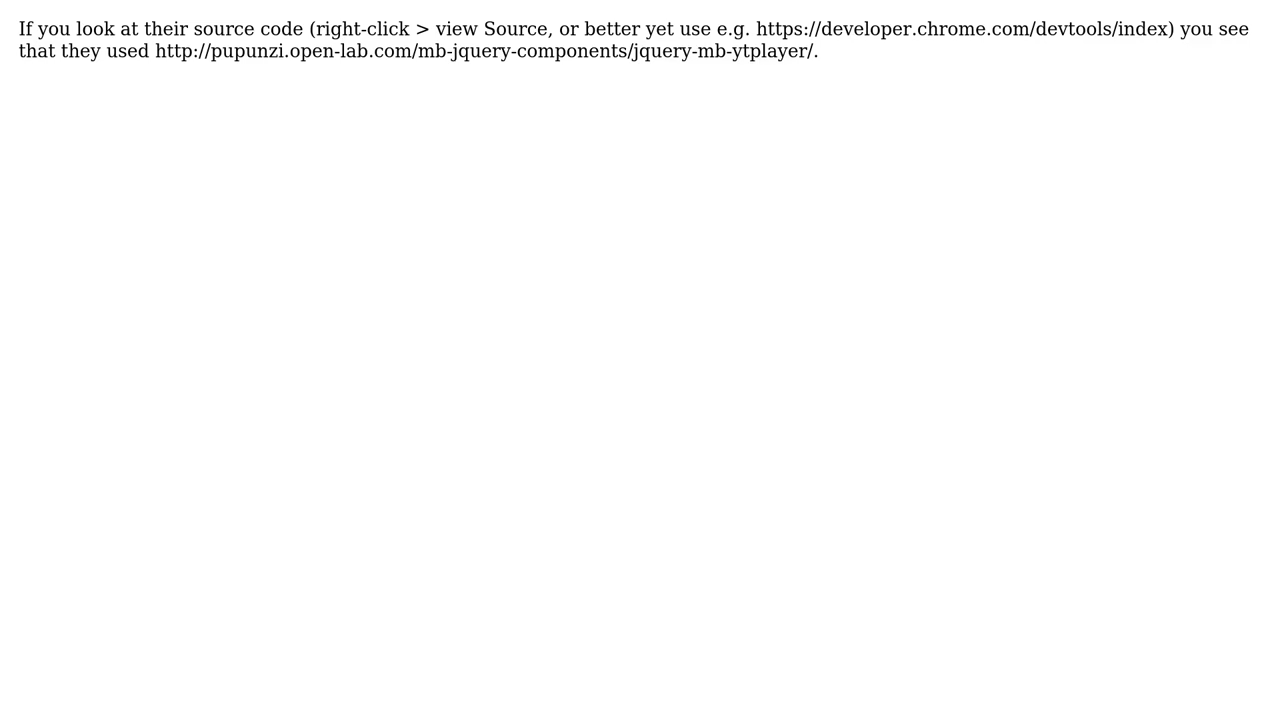 If you look at their source code (right-click > view Source, or better yet use e.g. https://developer.chrome.com/devtools/index) you see
that they used http://pupunzi.open-lab.com/mb-jquery-components/jquery-mb-ytplayer/.